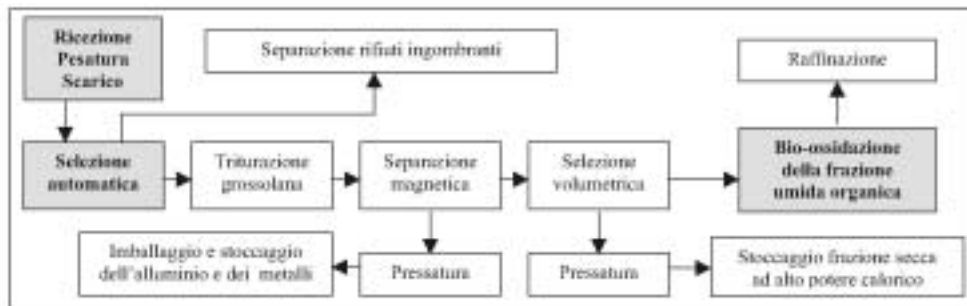 Ricezione
Pesatura
Scarico
Separazione rifiuti ingombranti
Raffinazione
Selezione
automatica
Triturazione
grossolana
Separazione
magnetica
Selezione
volumetrica
Bio-ossidazione
della frazione
umida organica
Imballaggio e stoccaggio
dell'alluminio e dei metalli
Pressatura
Pressatura
Stoccaggio frazione secca
ad alto potere calorico